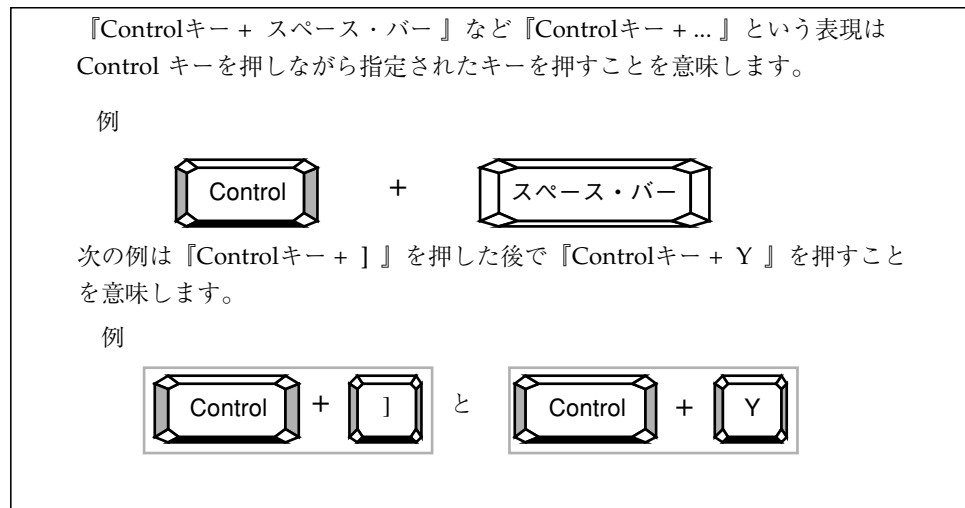 『Controlキー + スペース・バー 』など『Controlキー + ... 』という表現は
Control キーを押しながら指定されたキーを押すことを意味します。
例
Control + スペース・バー
次の例は『Controlキー + ] 』を押した後で『Controlキー + Y 』を押すこと
を意味します。
例
Control + ] と Control + Y